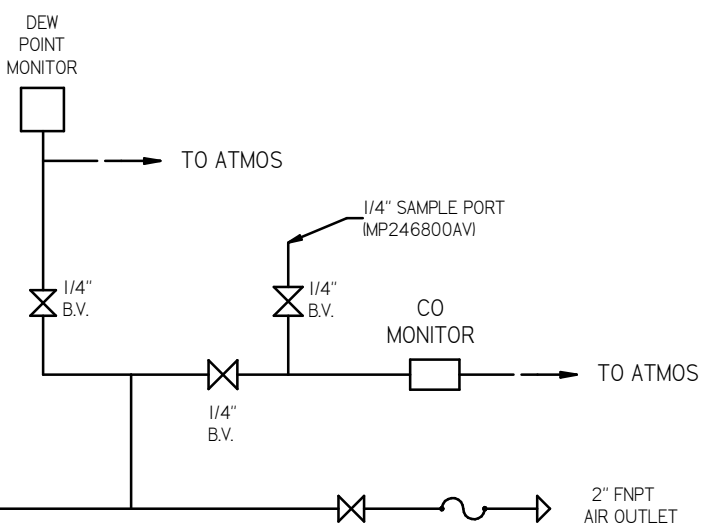 DEW
POINT
MONITOR
TO ATMOS
1/4" SAMPLE PORT
(MP246800AV)
1/4"
B.V.
1/4"
B.V.
CO
MONITOR
TO ATMOS
1/4"
B.V.
2" FNPT
AIR OUTLET